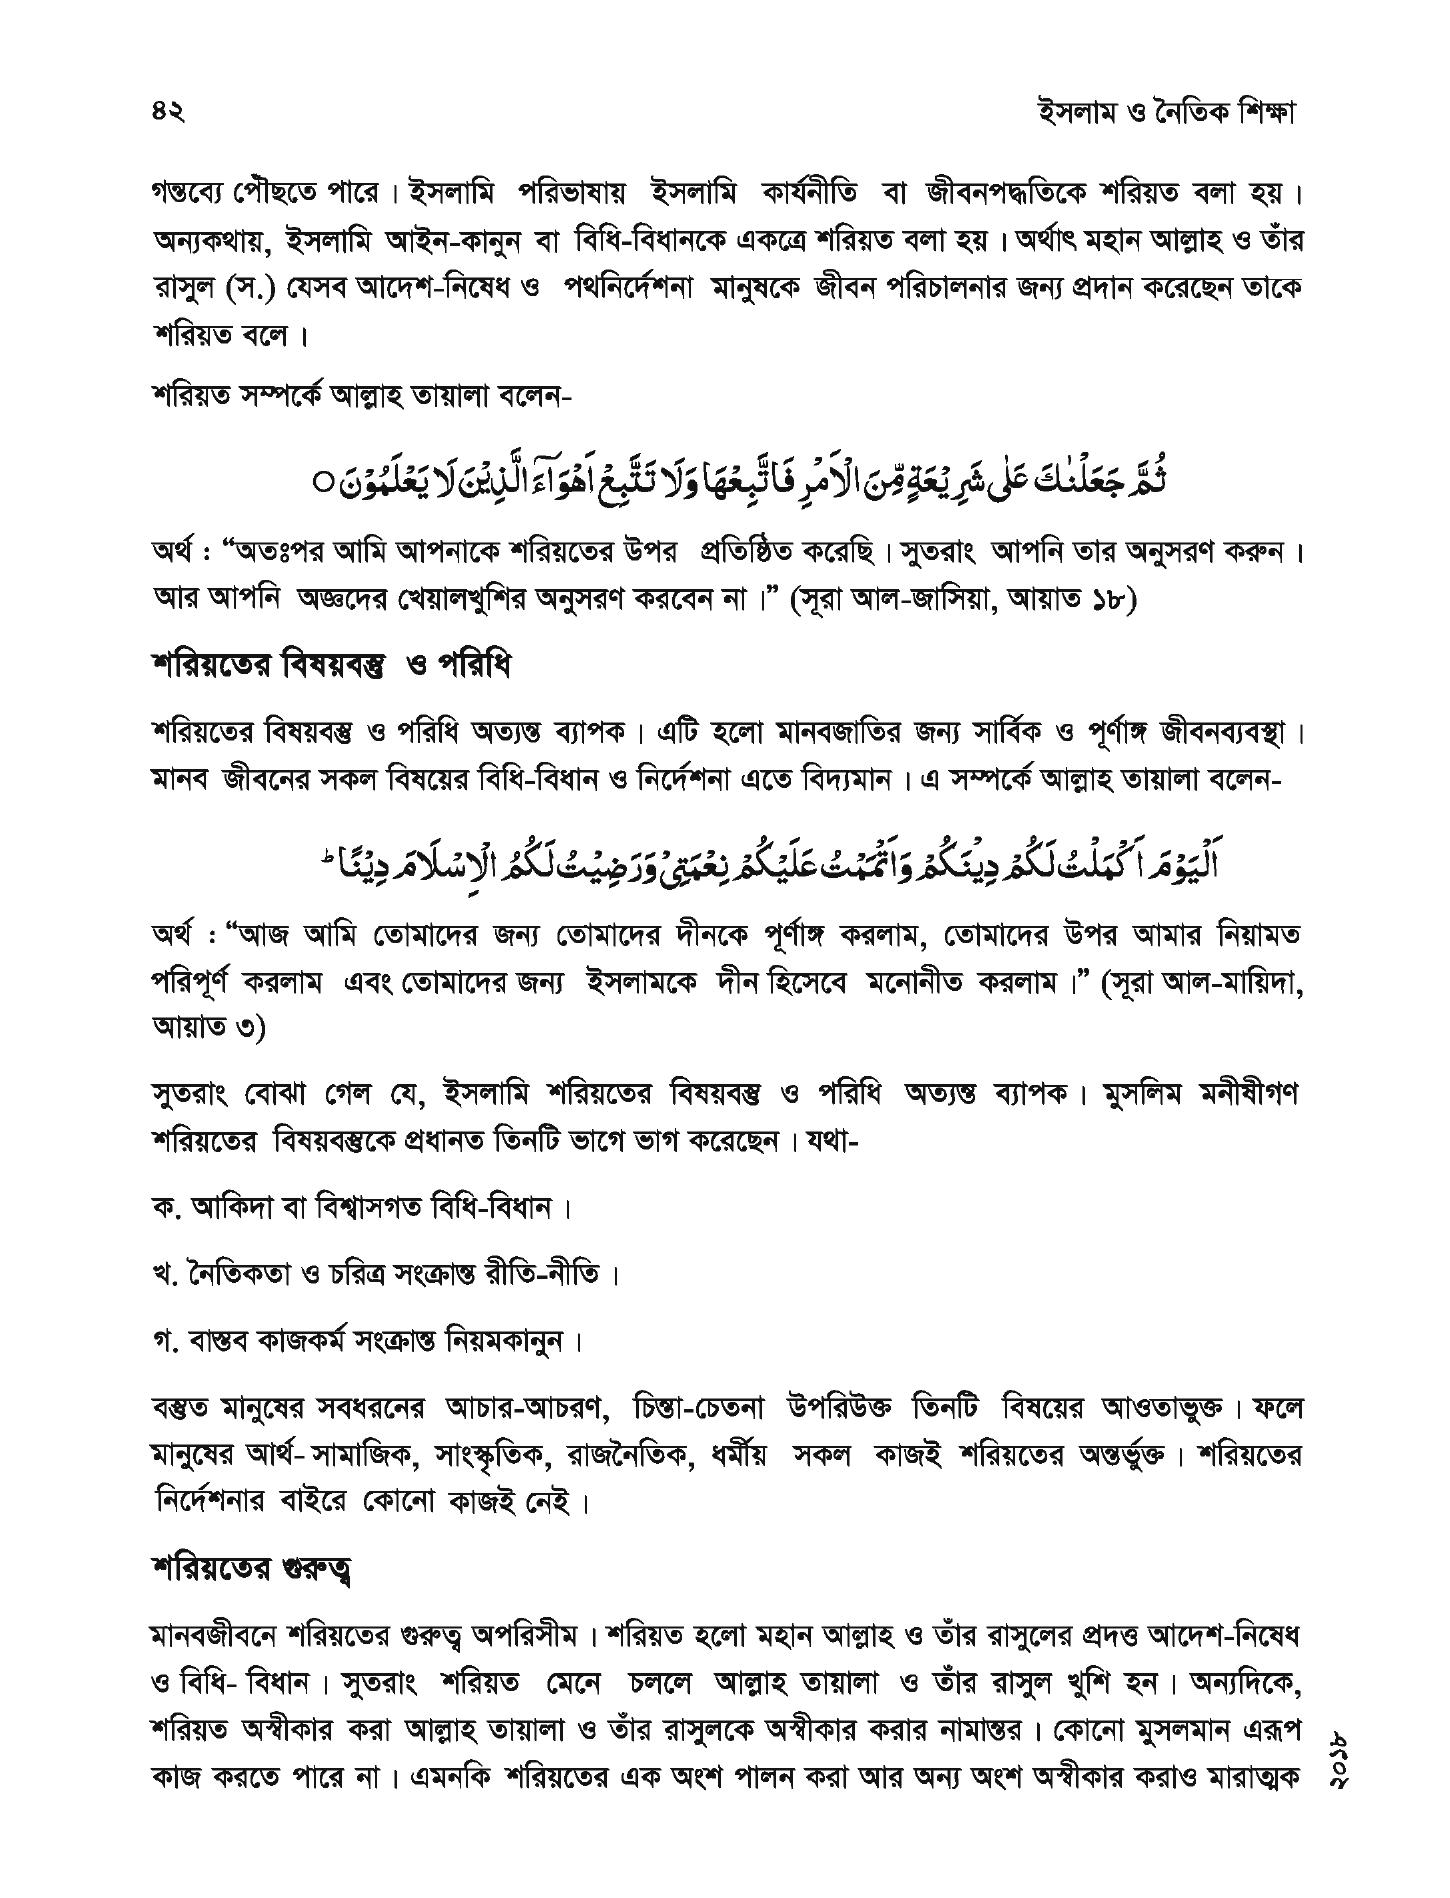 ৪২
ইসলাম ও নৈতিক শিক্ষা
গন্তব্যে পৌঁছতে পারে। ইসলামি পরিভাষায় ইসলামি কার্যনীতি বা জীবনপদ্ধতিকে শরিয়ত বলা হয়।
অন্যকথায়, ইসলামি আইন-কানুন বা বিধি-বিধানকে একত্রে শরিয়ত বলা হয়। অর্থাৎ মহান আল্লাহ ও তাঁর
রাসুল (স.) যেসব আদেশ-নিষেধ ও পথনির্দেশনা মানুষকে জীবন পরিচালনার জন্য প্রদান করেছেন তাকে
শরিয়ত বলে।
শরিয়ত সম্পর্কে আল্লাহ তায়ালা বলেন-
ثُمَّ جَعَلْنٰكَ عَلٰى شَرِيْعَةٍ مِّنَ الْاَمْرِ فَاتَّبِعْهَا وَلَا تَتَّبِعْ اَهْوَآءَ الَّذِيْنَ لَا يَعْلَمُوْنَ ○
অর্থ : “অতঃপর আমি আপনাকে শরিয়তের উপর প্রতিষ্ঠিত করেছি। সুতরাং আপনি তার অনুসরণ করুন।
আর আপনি অজ্ঞদের খেয়ালখুশির অনুসরণ করবেন না।” (সূরা আল-জাসিয়া, আয়াত ১৮)
শরিয়তের বিষয়বস্তু ও পরিধি
শরিয়তের বিষয়বস্তু ও পরিধি অত্যন্ত ব্যাপক। এটি হলো মানবজাতির জন্য সার্বিক ও পূর্ণাঙ্গ জীবনব্যবস্থা।
মানব জীবনের সকল বিষয়ের বিধি-বিধান ও নির্দেশনা এতে বিদ্যমান। এ সম্পর্কে আল্লাহ তায়ালা বলেন-
اَلْيَوْمَ اَكْمَلْتُ لَكُمْ دِيْنَكُمْ وَاَتْمَمْتُ عَلَيْكُمْ نِعْمَتِىْ وَرَضِيْتُ لَكُمُ الْاِسْلَامَ دِيْنًا ؕ
অর্থ : “আজ আমি তোমাদের জন্য তোমাদের দীনকে পূর্ণাঙ্গ করলাম, তোমাদের উপর আমার নিয়ামত
পরিপূর্ণ করলাম এবং তোমাদের জন্য ইসলামকে দীন হিসেবে মনোনীত করলাম।” (সূরা আল-মায়িদা,
আয়াত ৩)
সুতরাং বোঝা গেল যে, ইসলামি শরিয়তের বিষয়বস্তু ও পরিধি অত্যন্ত ব্যাপক। মুসলিম মনীষীগণ
শরিয়তের বিষয়বস্তুকে প্রধানত তিনটি ভাগে ভাগ করেছেন। যথা-
ক. আকিদা বা বিশ্বাসগত বিধি-বিধান।
খ. নৈতিকতা ও চরিত্র সংক্রান্ত রীতি-নীতি।
গ. বাস্তব কাজকর্ম সংক্রান্ত নিয়মকানুন।
বস্তুত মানুষের সবধরনের আচার-আচরণ, চিন্তা-চেতনা উপরিউক্ত তিনটি বিষয়ের আওতাভুক্ত। ফলে
মানুষের আর্থ- সামাজিক, সাংস্কৃতিক, রাজনৈতিক, ধর্মীয় সকল কাজই শরিয়তের অন্তর্ভুক্ত। শরিয়তের
নির্দেশনার বাইরে কোনো কাজই নেই।
শরিয়তের গুরুত্ব
মানবজীবনে শরিয়তের গুরুত্ব অপরিসীম। শরিয়ত হলো মহান আল্লাহ ও তাঁর রাসুলের প্রদত্ত আদেশ-নিষেধ
ও বিধি- বিধান। সুতরাং শরিয়ত মেনে চললে আল্লাহ তায়ালা ও তাঁর রাসুল খুশি হন। অন্যদিকে,
শরিয়ত অস্বীকার করা আল্লাহ তায়ালা ও তাঁর রাসুলকে অস্বীকার করার নামান্তর। কোনো মুসলমান এরূপ
কাজ করতে পারে না। এমনকি শরিয়তের এক অংশ পালন করা আর অন্য অংশ অস্বীকার করাও মারাত্মক
২০১৮